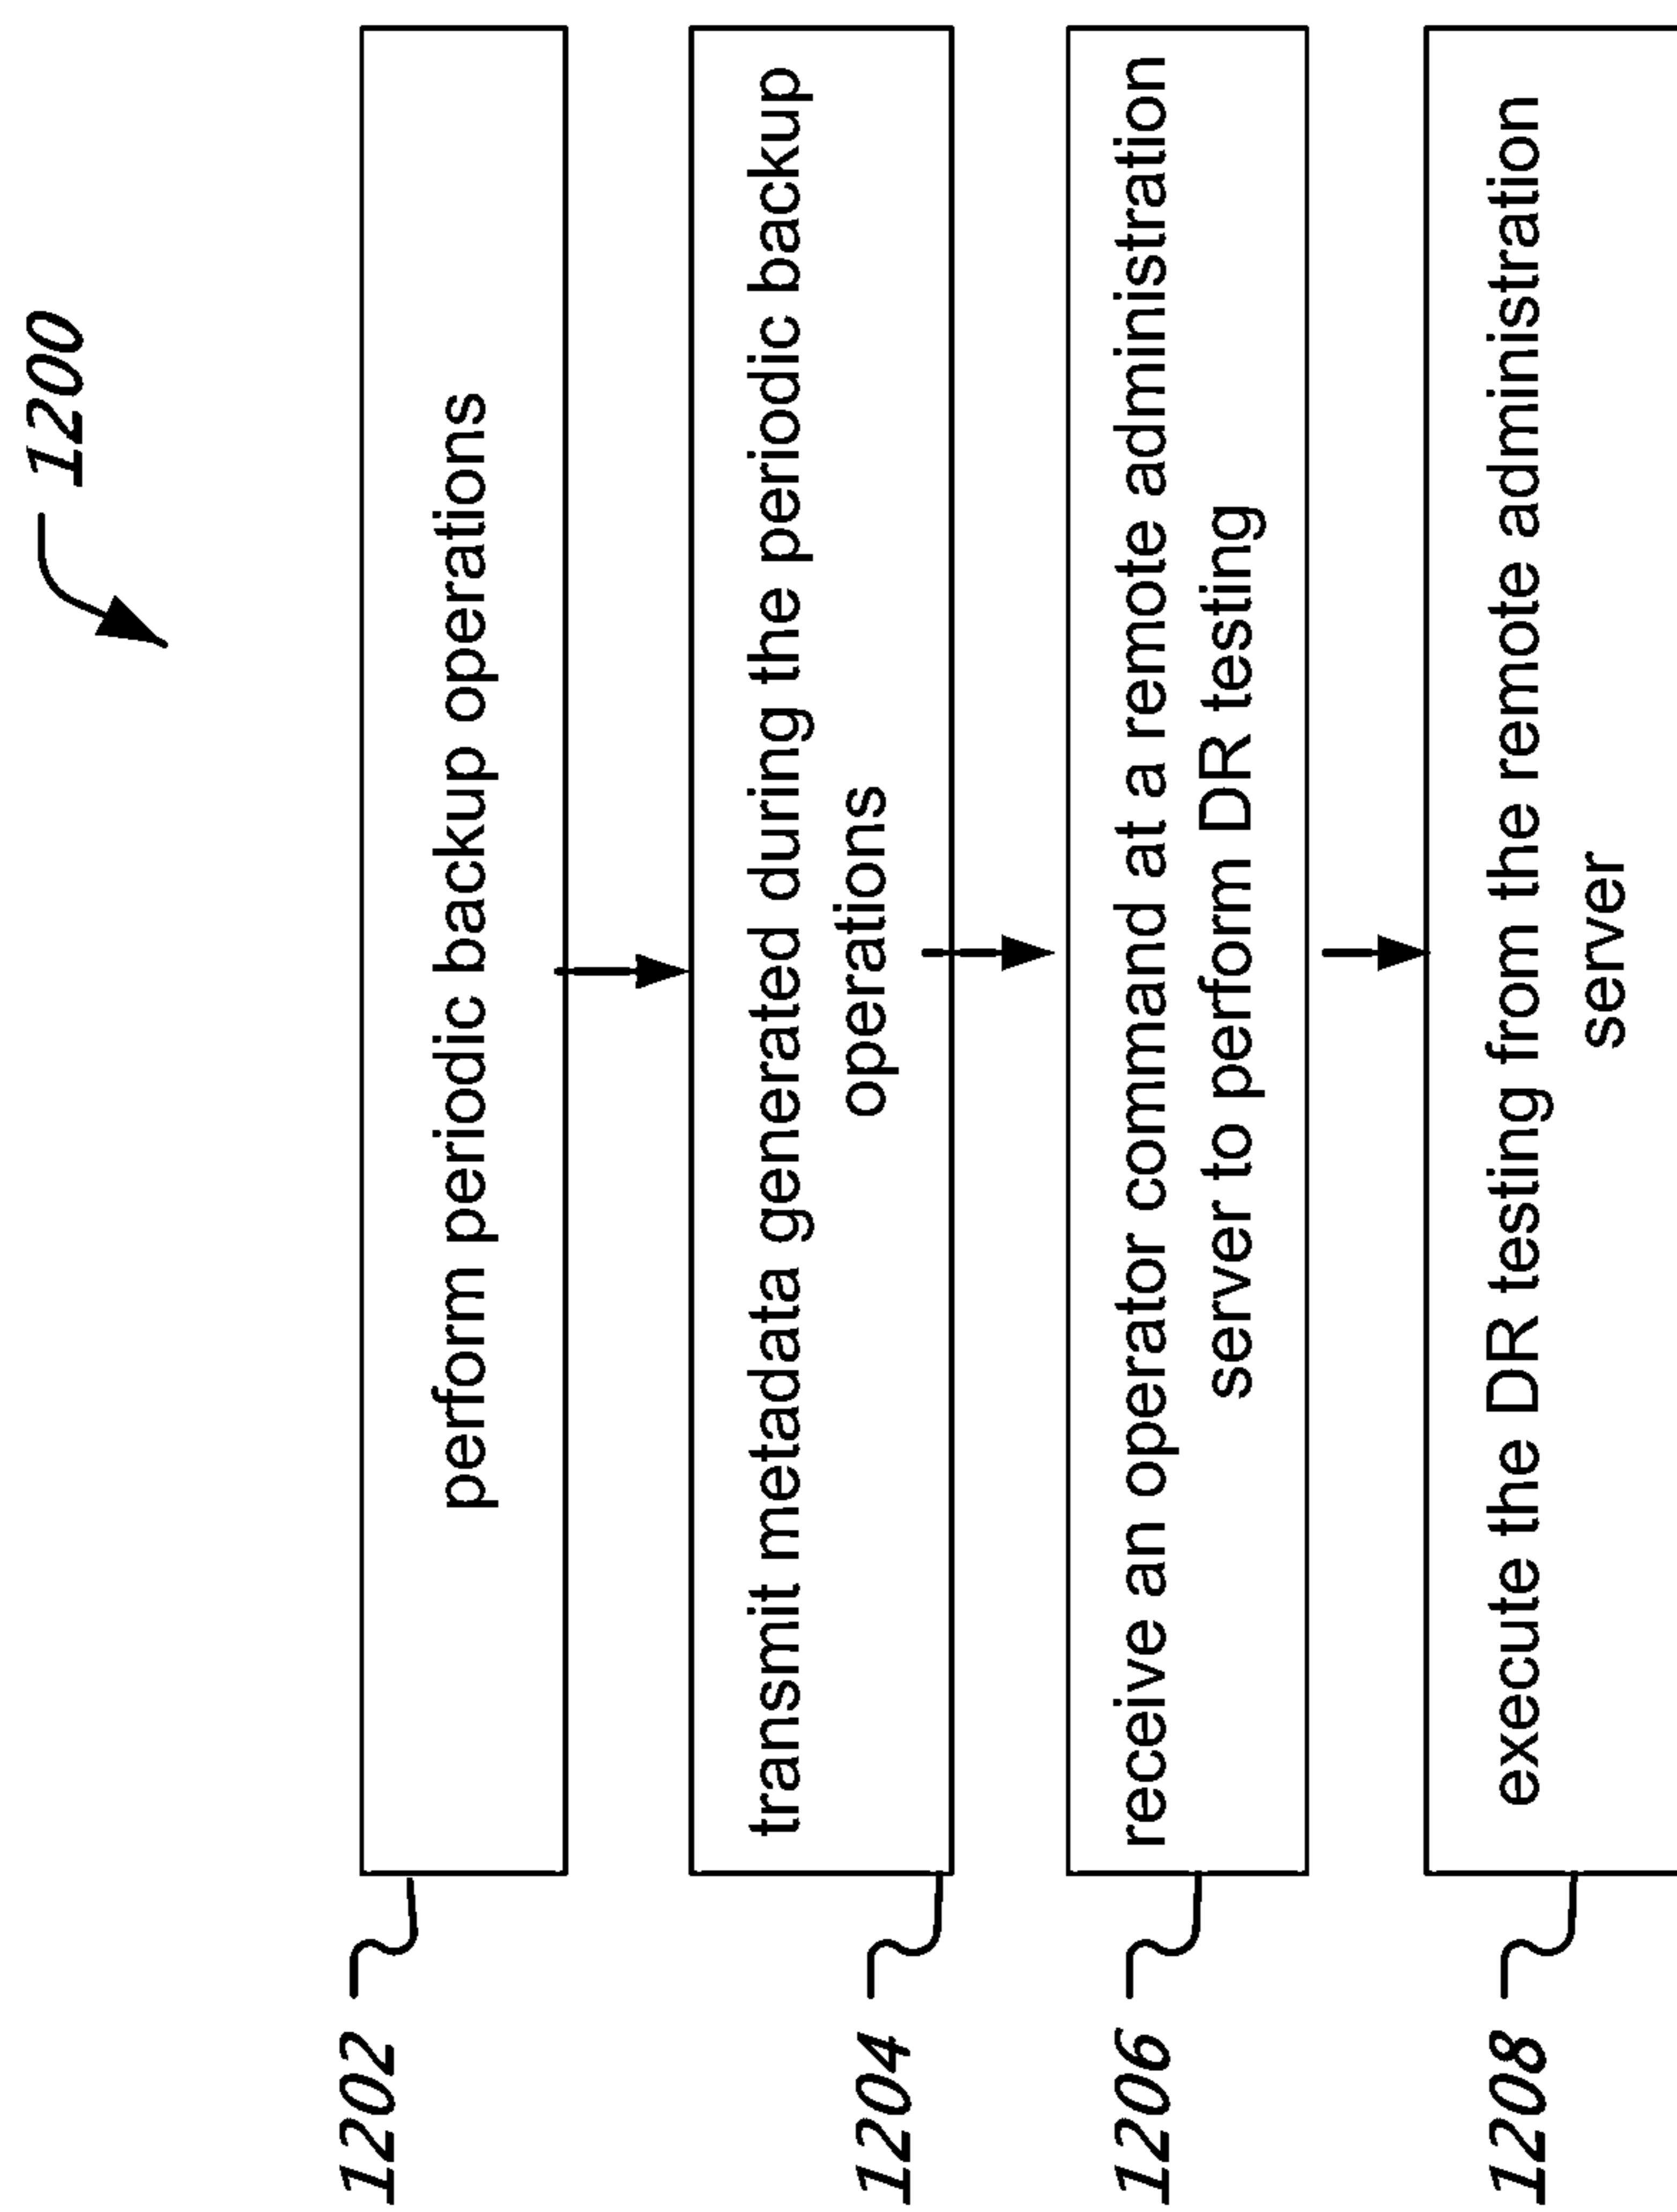 1200
1202
perform periodic backup operations
1204
transmit metadata generated during the periodic backup
operations
1206
receive an operator command at a remote administration
server to perform DR testing
1208
execute the DR testing from the remote administration
server